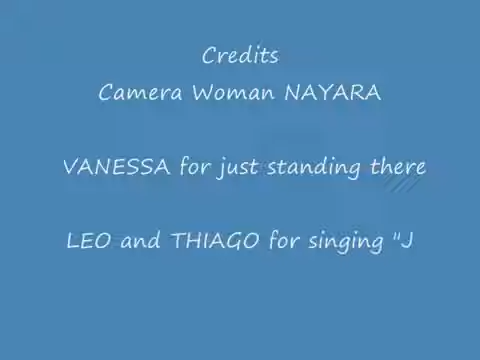 Credits
Camera Woman NAYARA
VANESSA for just standing there
LEO and THIAGO for singing "J